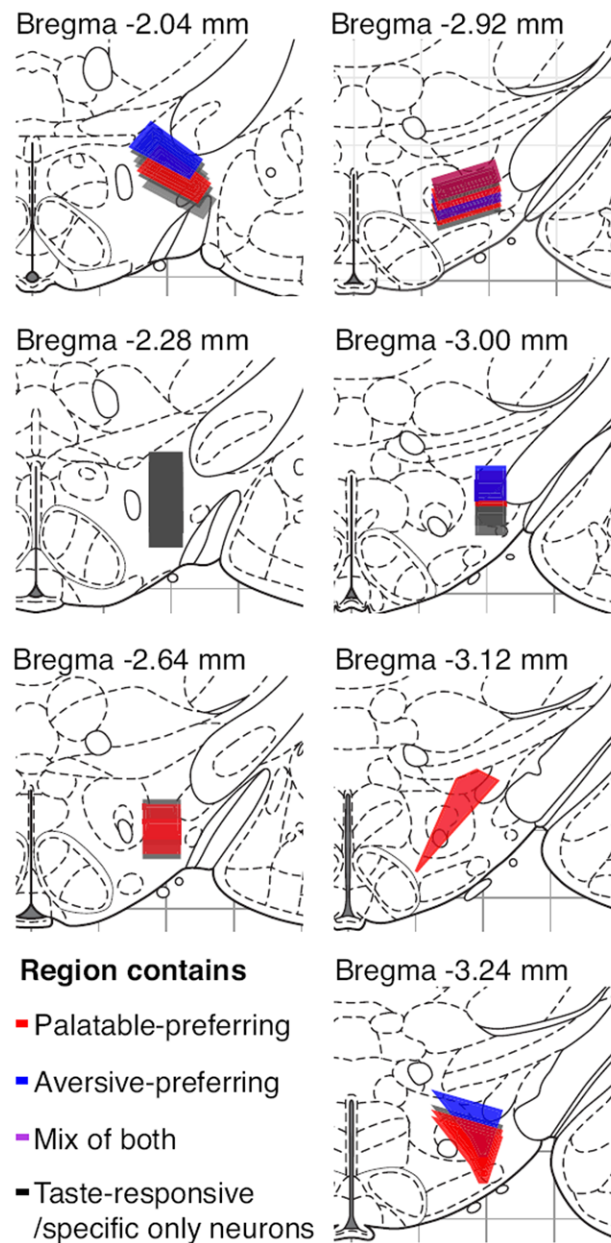 Bregma -2.04 mm
Bregma -2.92 mm
Bregma -2.28 mm
Bregma -3.00 mm
Bregma -2.64 mm
Bregma -3.12 mm
Region contains
Palatable-preferring
Aversive-preferring
Mix of both
Taste-responsive
/specific only neurons
Bregma -3.24 mm